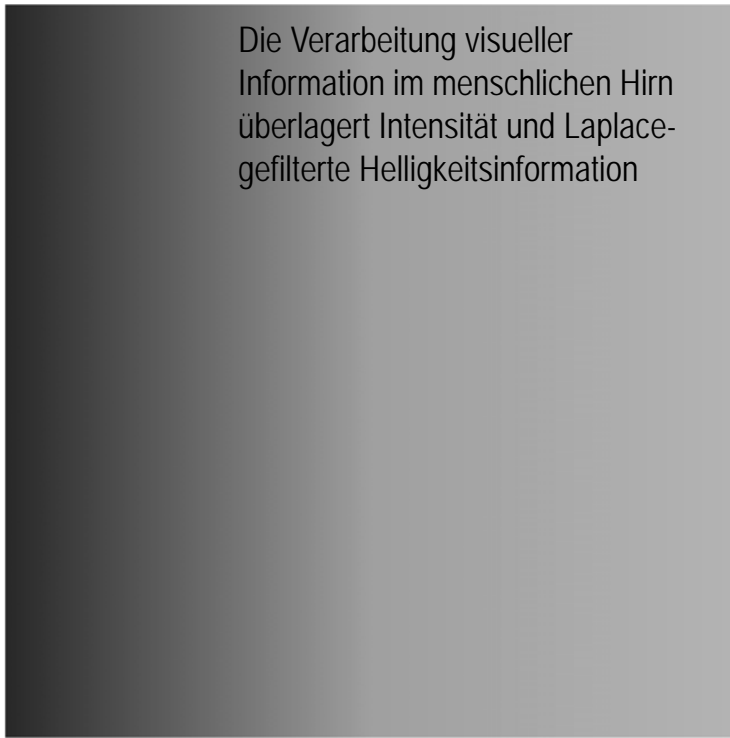 Die Verarbeitung visueller
Information im menschlichen Hirn
überlagert Intensität und Laplace-
gefilterte Helligkeitsinformation